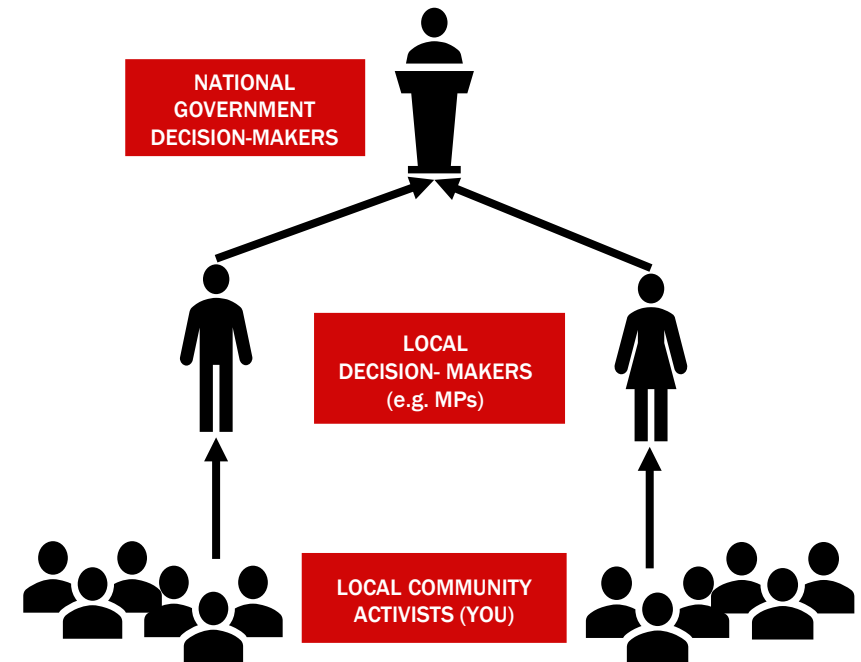 NATIONAL
GOVERNMENT
DECISION-MAKERS
LOCAL
DECISION- MAKERS
(e.g. MPs)
LOCAL COMMUNITY
ACTIVISTS (YOU)